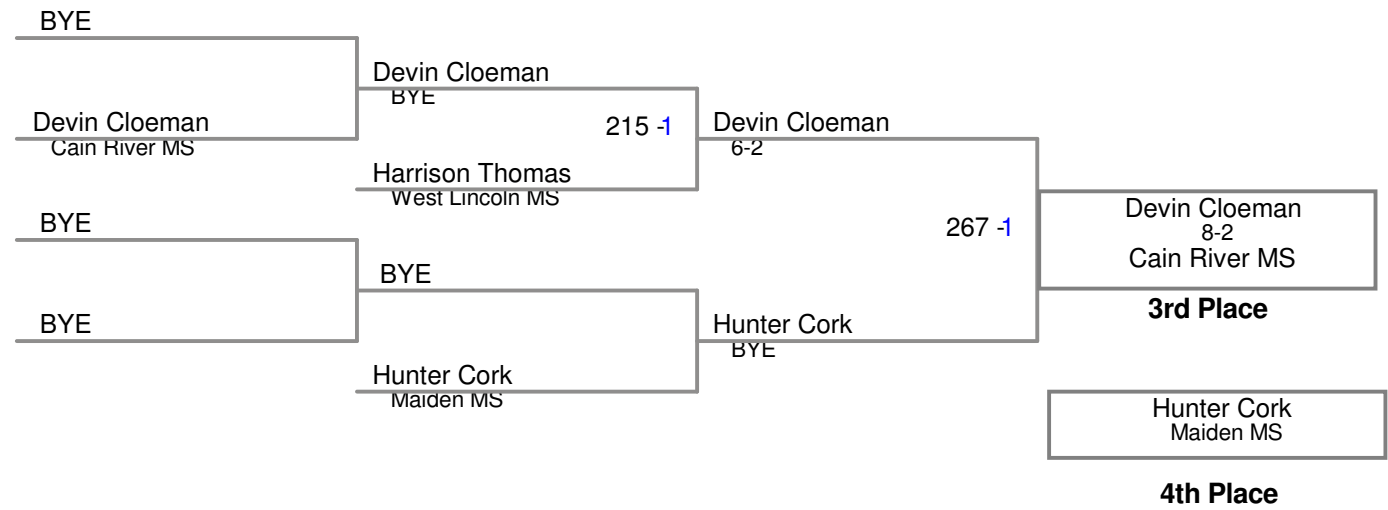 BYE
Devin Cloeman
BYE
Devin Cloeman
Cain River MS
215 -1
Devin Cloeman
6-2
Harrison Thomas
West Lincoln MS
Devin Cloeman
8-2
Cain River MS
BYE
267 -1
BYE
3rd Place
BYE
Hunter Cork
BYE
Hunter Cork
Maiden MS
Hunter Cork
Maiden MS
4th Place